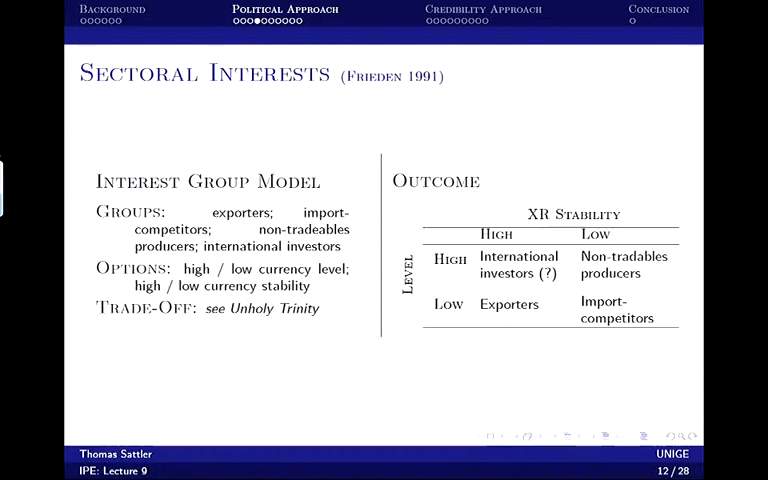 Background Political Approach Credibility Approach Conclusion
Sectoral Interests (Frieden 1991)
Interest Group Model
Groups: exporters; import-
competitors; non-tradeables
producers; international investors
Options: high / low currency level;
high / low currency stability
Trade-Off: see Unholy Trinity
Outcome
XR Stability
High Low
Level
High International Non-tradables
investors (?) producers
Low Exporters Import-
competitors
Thomas Sattler UNIGE
IPE: Lecture 9 12 / 28